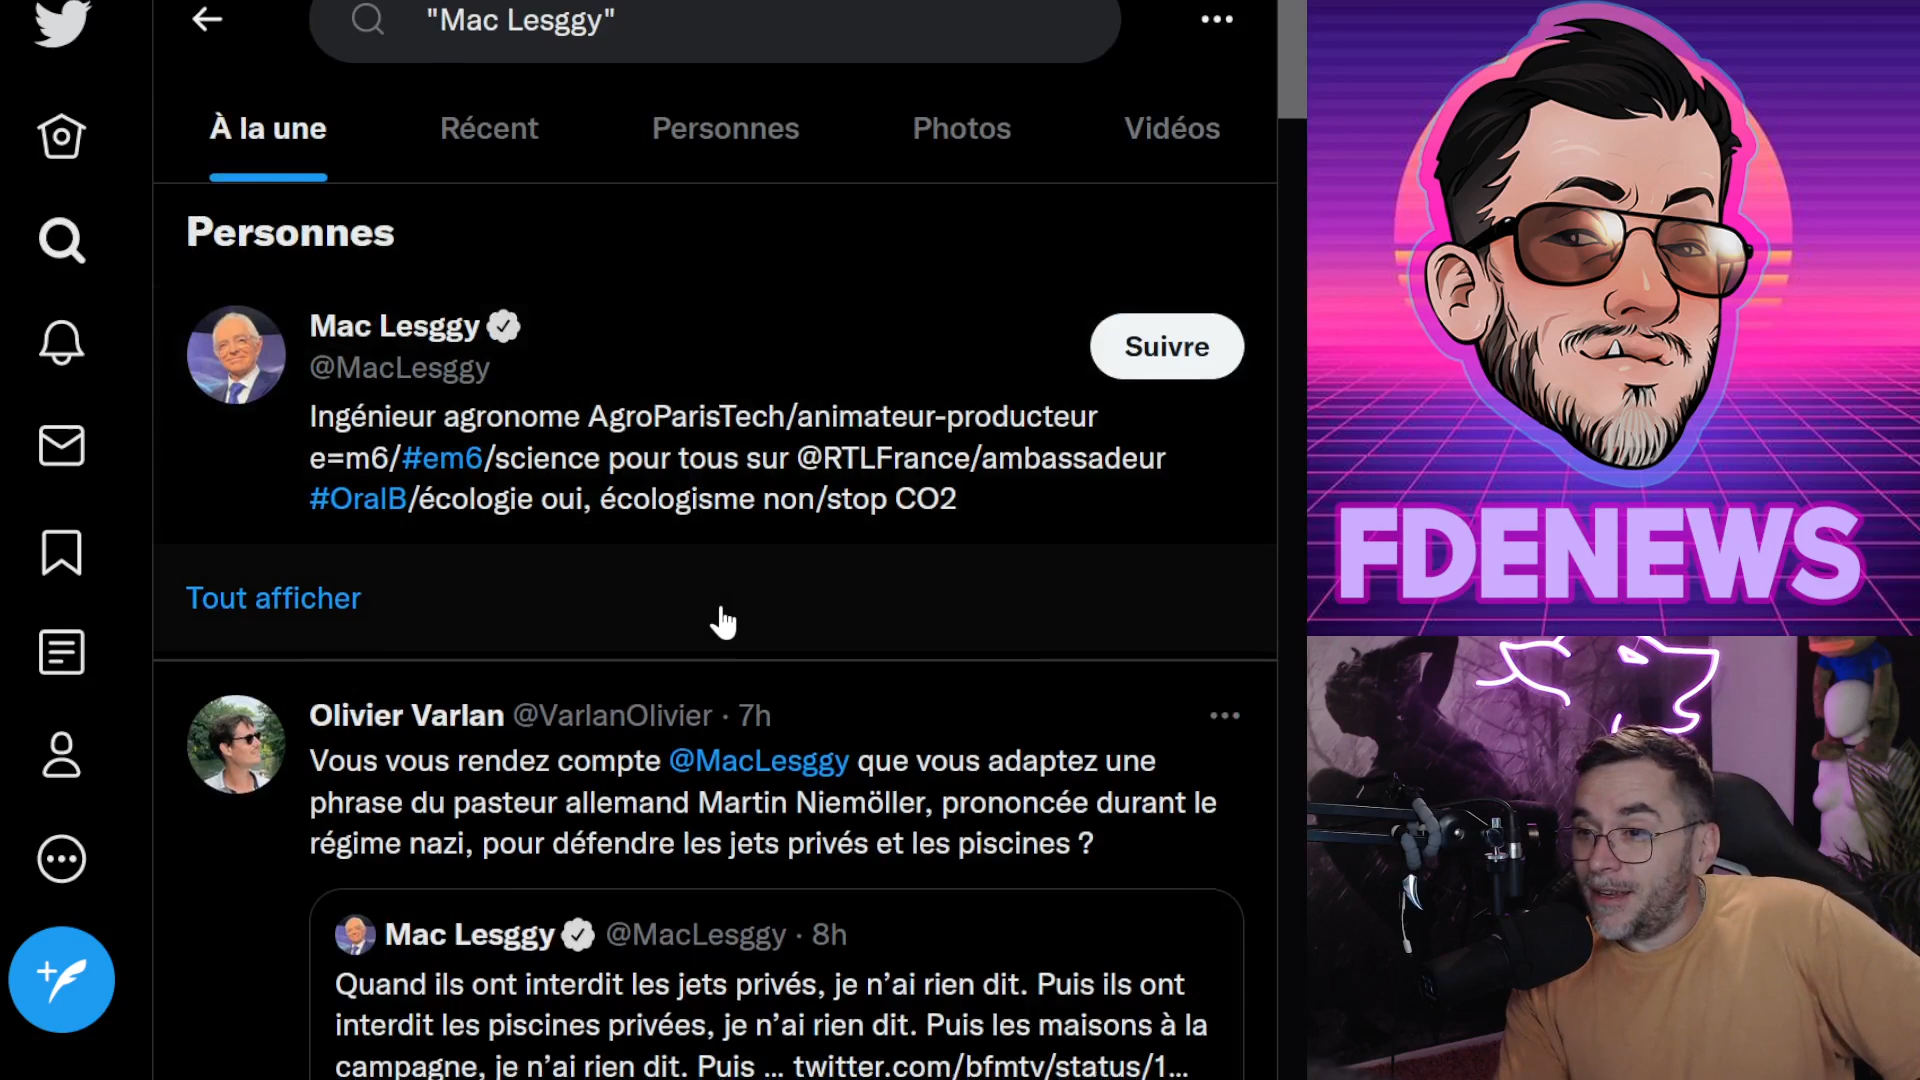 "Mac Lesggy"
À la une
Récent
Personnes
Photos
Vidéos
Personnes
Mac Lesggy
@MacLesggy
Suivre
Ingénieur agronome AgroParisTech/animateur-producteur
e=m6/#em6/science pour tous sur @RTLFrance/ambassadeur
#OralB/écologie oui, écologisme non/stop CO2
Tout afficher
Olivier Varlan @VarlanOlivier · 7h
Vous vous rendez compte @MacLesggy que vous adaptez une
phrase du pasteur allemand Martin Niemöller, prononcée durant le
régime nazi, pour défendre les jets privés et les piscines ?
Mac Lesggy @MacLesggy · 8h
Quand ils ont interdit les jets privés, je n’ai rien dit. Puis ils ont
interdit les piscines privées, je n’ai rien dit. Puis les maisons à la
campagne, je n’ai rien dit. Puis ... twitter.com/bfmtv/status/1...
FDENEWS